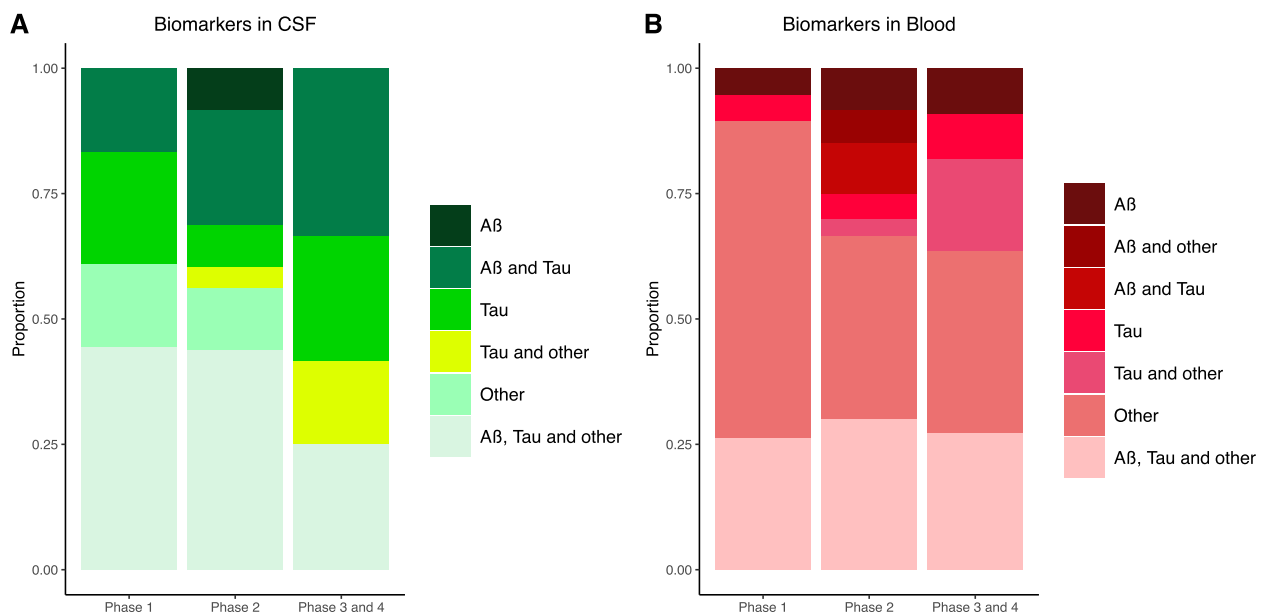 A
Biomarkers in CSF
Proportion
1.00
0.75
0.50
0.25
0.00
Phase 1
Phase 2
Phase 3 and 4
Aß
Aß and Tau
Tau
Tau and other
Other
Aß, Tau and other
B
Biomarkers in Blood
Proportion
1.00
0.75
0.50
0.25
0.00
Phase 1
Phase 2
Phase 3 and 4
Aß
Aß and other
Aß and Tau
Tau
Tau and other
Other
Aß, Tau and other